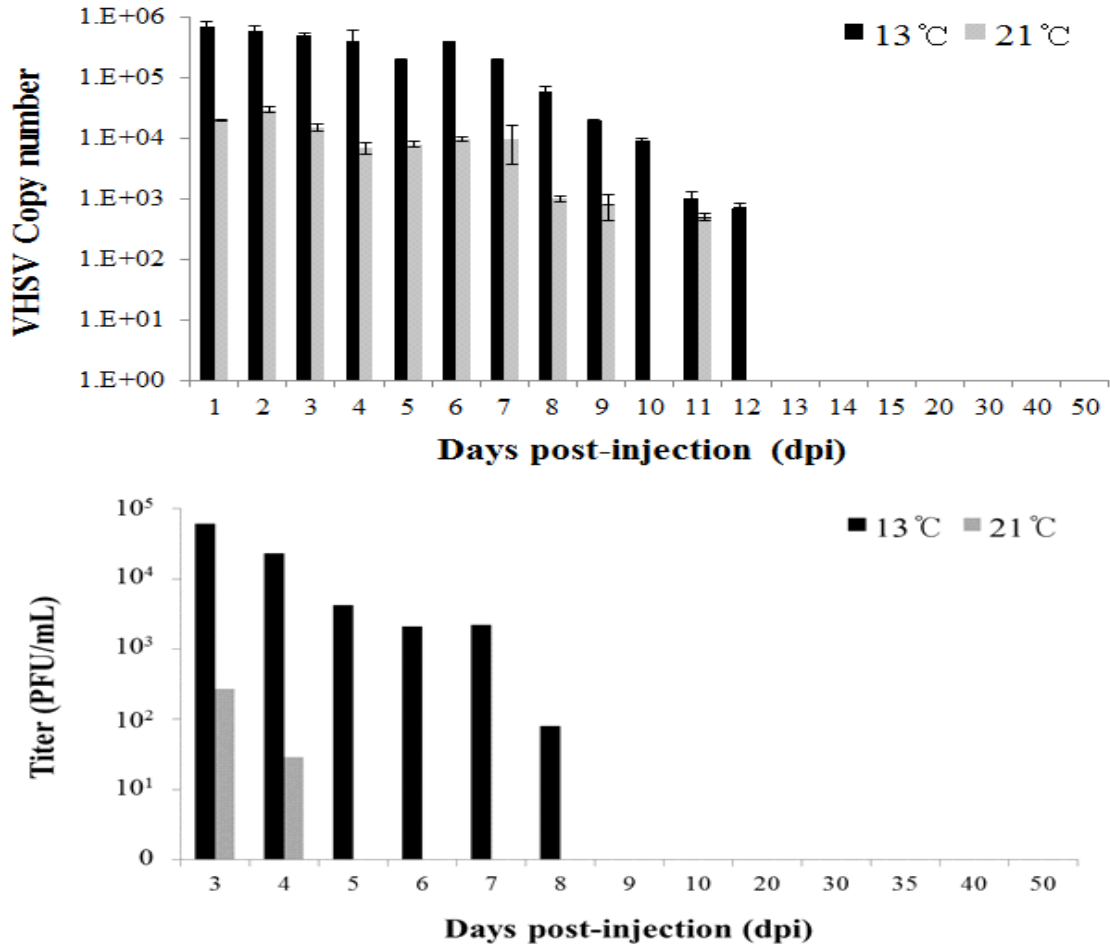 1.E+06
13℃ 21℃
1.E+05
1.E+04
1.E+03
1.E+02
1.E+01
1.E+00
VHSV Copy number
1 2 3 4 5 6 7 8 9 10 11 12 13 14 15 20 30 40 50
Days post-injection (dpi)
10⁵
13℃ 21℃
10⁴
10³
10²
10¹
0
Titer (PFU/mL)
3 4 5 6 7 8 9 10 20 30 35 40 50
Days post-injection (dpi)